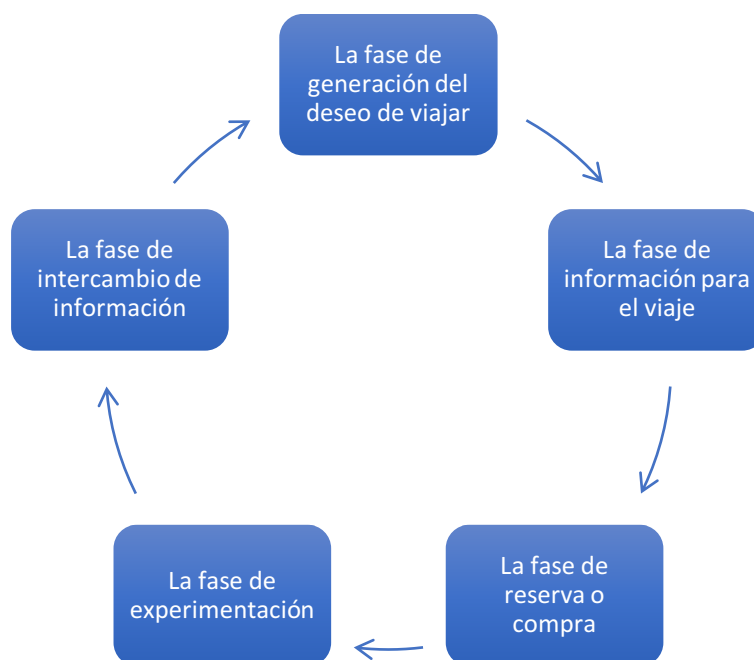 La fase de
generación del
deseo de viajar
La fase de
información para
el viaje
La fase de
reserva o
compra
La fase de
experimentación
La fase de
intercambio de
información